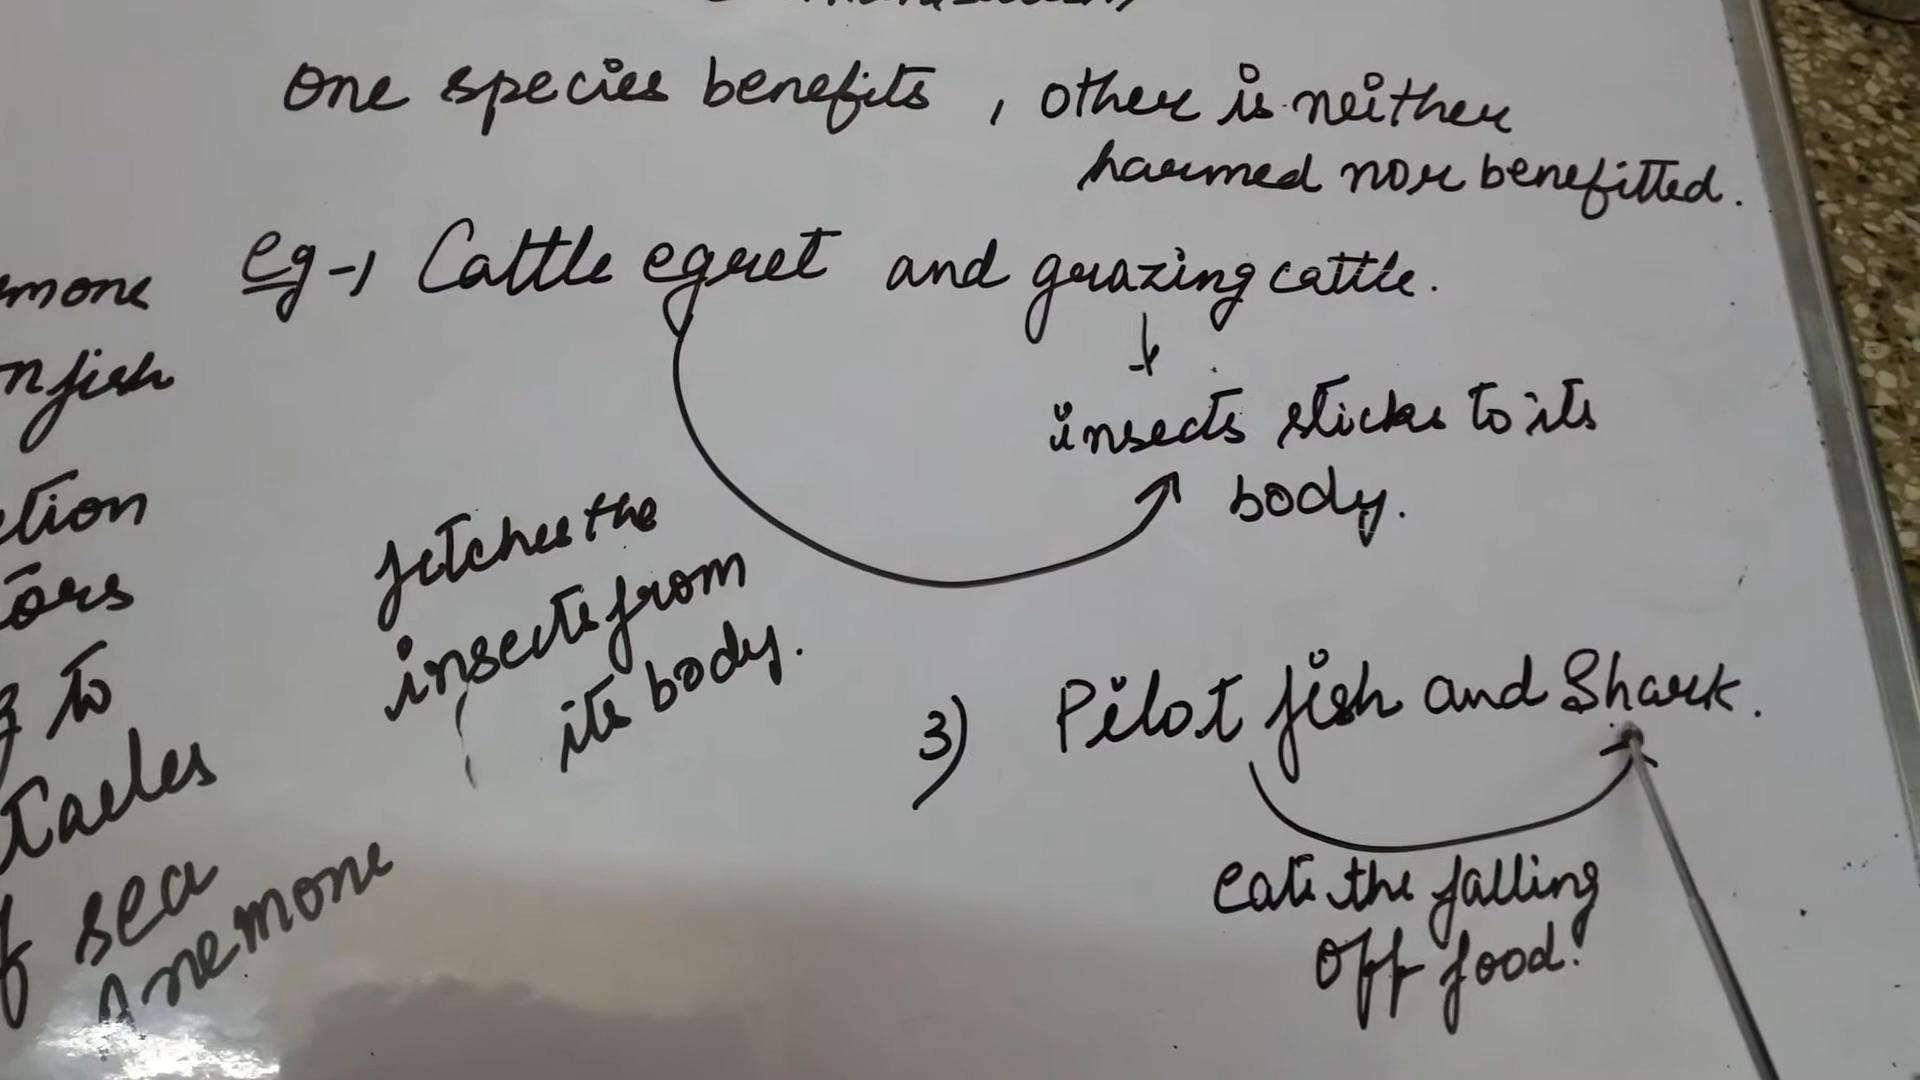 One species benefits, other is neither
harmed nor benefitted.
eg-1 Cattle egret and grazing cattle.
insects sticks to its
body.
fetches the
insects from
its body.
3) Pilot fish and Shark.
eats the falling
off food.
mone
nfish
ction
ors
g to
tacles
f sea
Anemone